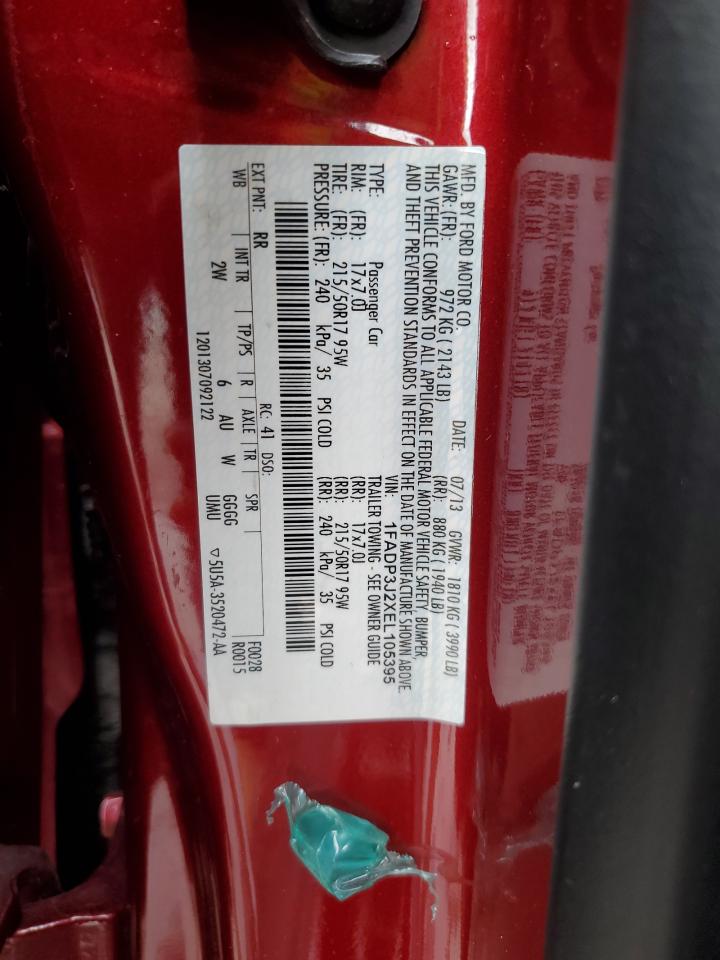 MFD. BY FORD MOTOR CO.
DATE: 07/13 GVWR: 1810 KG ( 3990 LB)
GAWR: (FR): 972 KG ( 2143 LB) (RR): 880 KG ( 1940 LB)
THIS VEHICLE CONFORMS TO ALL APPLICABLE FEDERAL MOTOR VEHICLE SAFETY, BUMPER,
AND THEFT PREVENTION STANDARDS IN EFFECT ON THE DATE OF MANUFACTURE SHOWN ABOVE.
VIN: 1FADP3J2XEL105395
TYPE: Passenger Car TRAILER TOWING - SEE OWNER GUIDE
RIM: (FR): 17x7.0J (RR): 17x7.0J
TIRE: (FR): 215/50R17 95W (RR): 215/50R17 95W
PRESSURE: (FR): 240 kPa/ 35 PSI COLD (RR): 240 kPa/ 35 PSI COLD
RC: 41 DSO: F0028
EXT PNT: RR R0015
WB INT TR TP/PS R AXLE TR SPR
2W 6 AU W GGGG
1201307092122 UMU ▽5U5A-3520472-AA